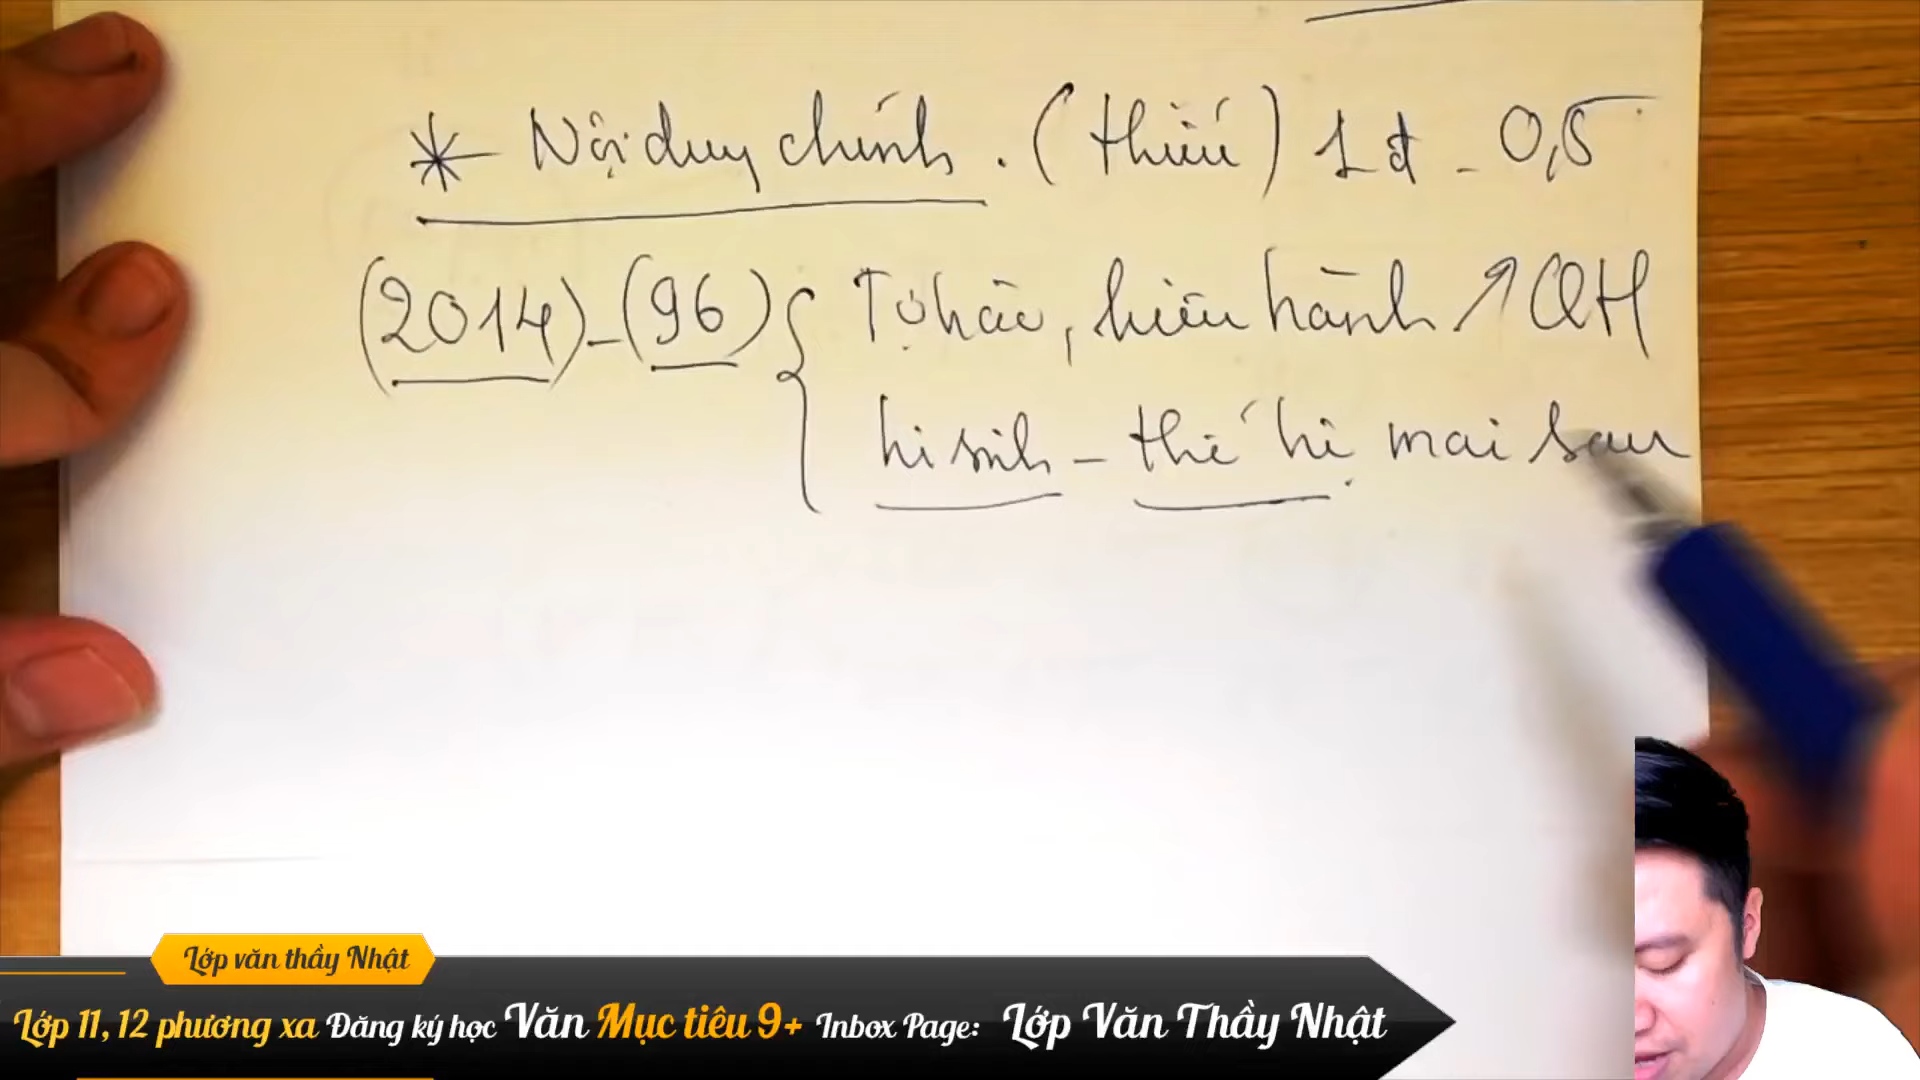 * Nội dung chính. (thiếu) 1đ - 0,5
(2014) - (96) { Tự hào, hiên hành ↑ QH
hi sinh - thế hệ mai sau
Lớp văn thầy Nhật
Lớp 11, 12 phương xa Đăng ký học Văn Mục tiêu 9+ Inbox Page: Lớp Văn Thầy Nhật